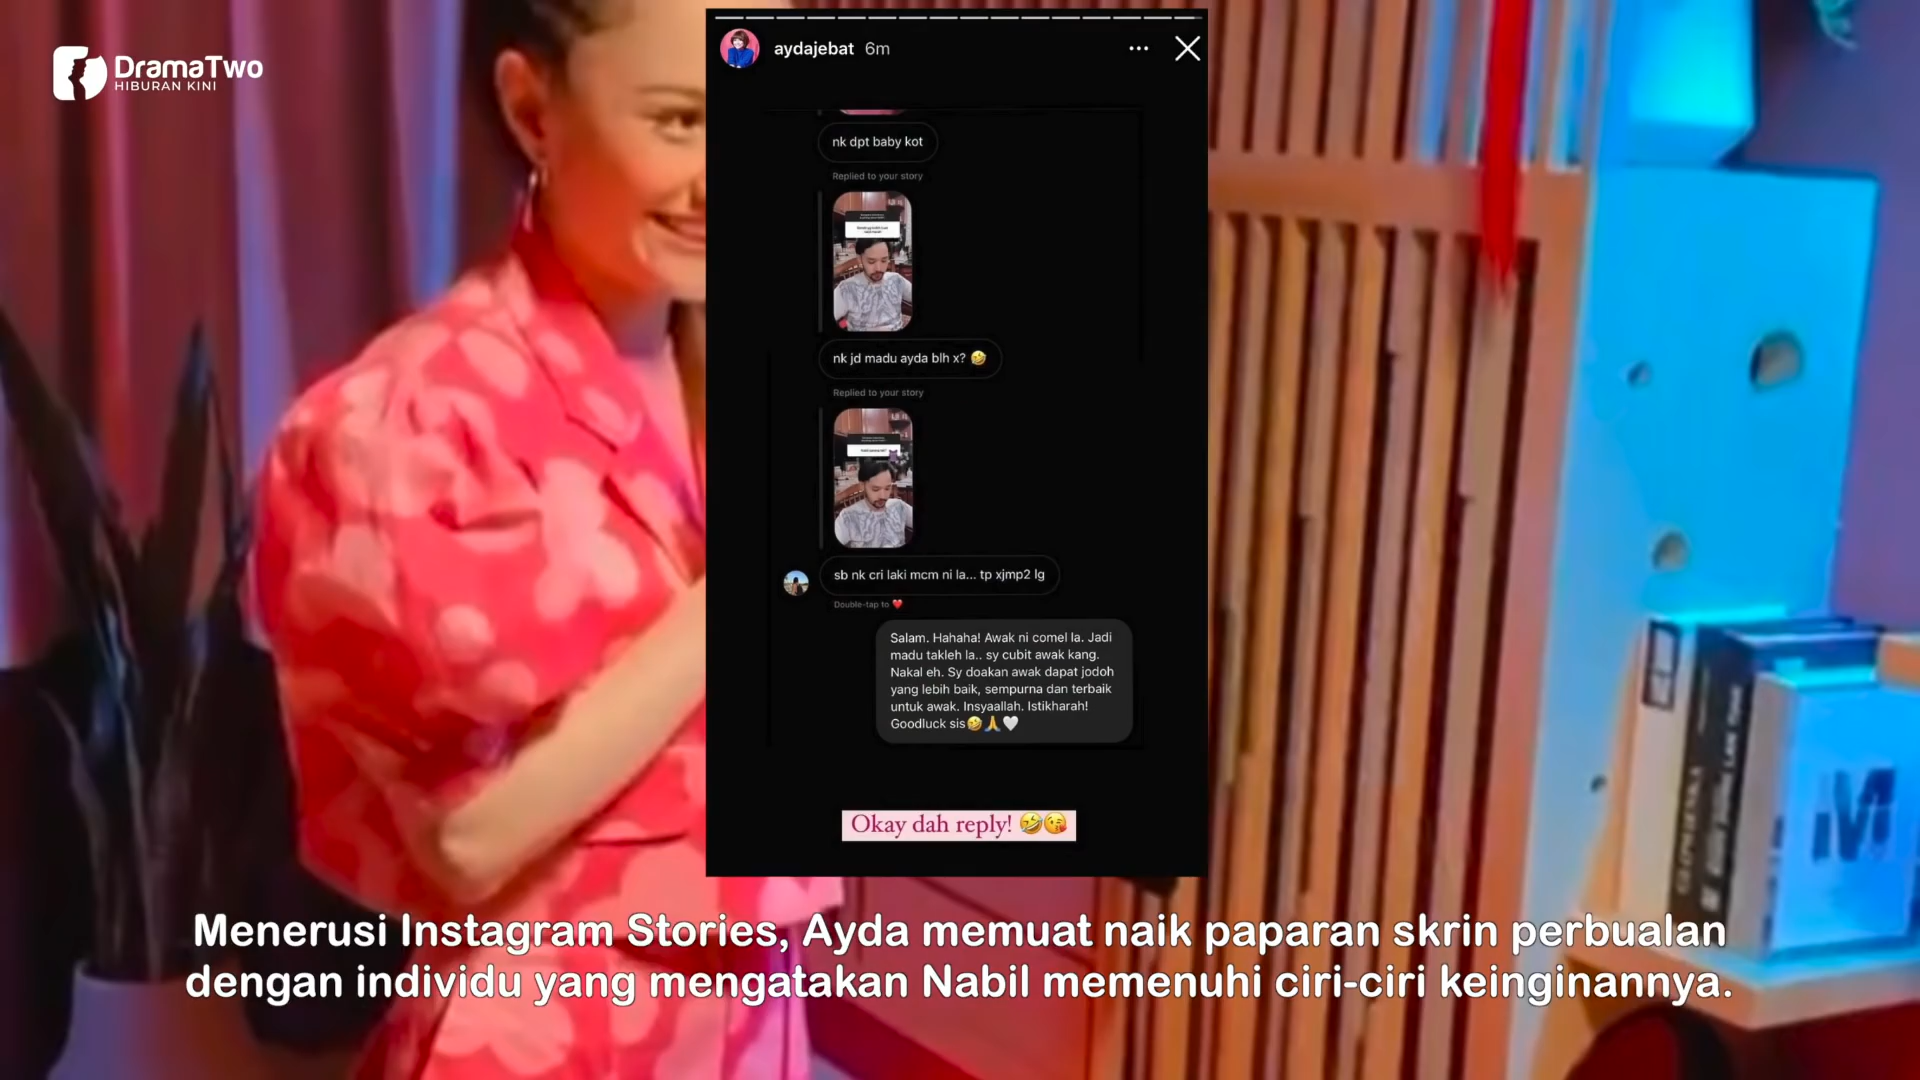 DramaTwo
HIBURAN KINI
aydajebat 6m
nk dpt baby kot
Replied to your story
nk jd madu ayda blh x? 🤣
Replied to your story
sb nk cri laki mcm ni la... tp xjmp2 lg
Double-tap to ❤️
Salam. Hahaha! Awak ni comel la. Jadi
madu takleh la.. sy cubit awak kang.
Nakal eh. Sy doakan awak dapat jodoh
yang lebih baik, sempurna dan terbaik
untuk awak. Insyaallah. Istikharah!
Goodluck sis🤣🙏🤍
Okay dah reply! 🤣😘
M
Menerusi Instagram Stories, Ayda memuat naik paparan skrin perbualan
dengan individu yang mengatakan Nabil memenuhi ciri-ciri keinginannya.